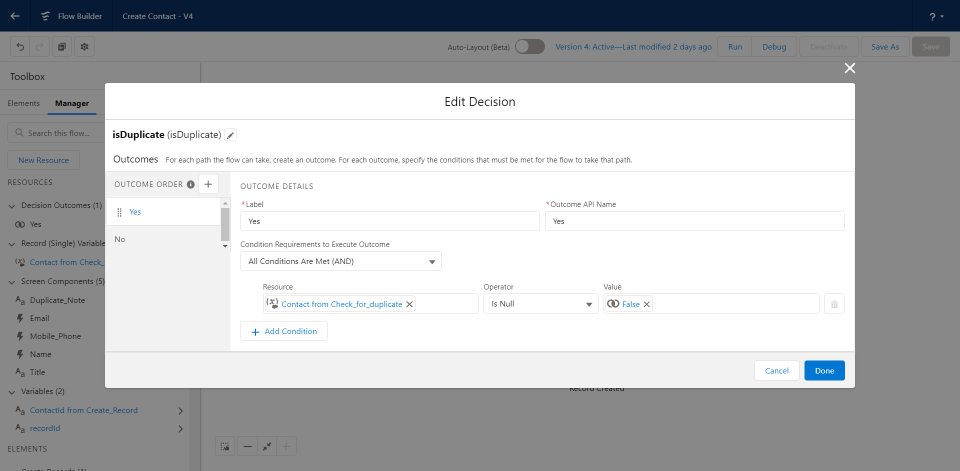 Flow Builder
Create Contact - V4
?
Auto-Layout (Beta)
Version 4: Active—Last modified 2 days ago
Run
Debug
Deactivate
Save As
Save
Toolbox
Elements
Manager
Search this flow...
New Resource
RESOURCES
Decision Outcomes (1)
Yes
Record (Single) Variable
Contact from Check_
Screen Components (5)
Duplicate_Note
Email
Mobile_Phone
Name
Title
Variables (2)
ContactId from Create_Record
recordId
ELEMENTS
Create Records (1)
Edit Decision
isDuplicate (isDuplicate)
Outcomes For each path the flow can take, create an outcome. For each outcome, specify the conditions that must be met for the flow to take that path.
OUTCOME ORDER
Yes
No
OUTCOME DETAILS
*Label
*Outcome API Name
Yes
Yes
Condition Requirements to Execute Outcome
All Conditions Are Met (AND)
Resource
Operator
Value
Contact from Check_for_duplicate
Is Null
False
Add Condition
Cancel
Done
Record Created